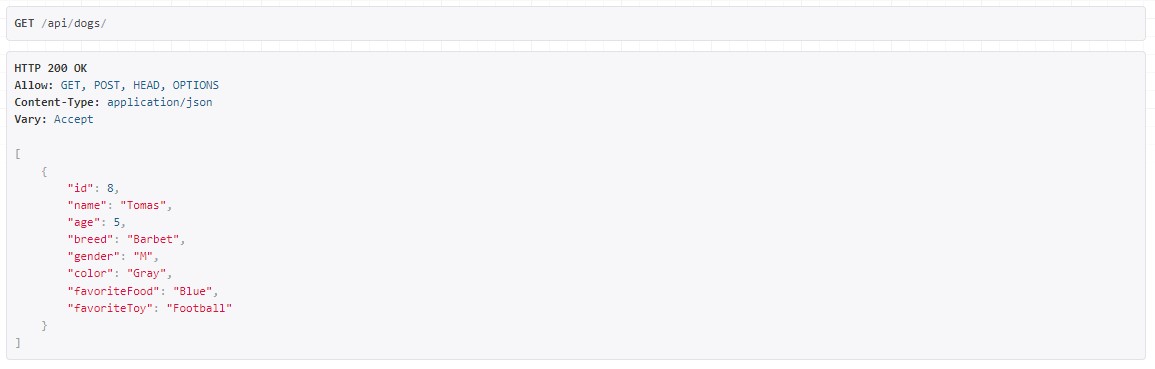 GET /api/dogs/
HTTP 200 OK
Allow: GET, POST, HEAD, OPTIONS
Content-Type: application/json
Vary: Accept
[
    {
        "id": 8,
        "name": "Tomas",
        "age": 5,
        "breed": "Barbet",
        "gender": "M",
        "color": "Gray",
        "favoriteFood": "Blue",
        "favoriteToy": "Football"
    }
]